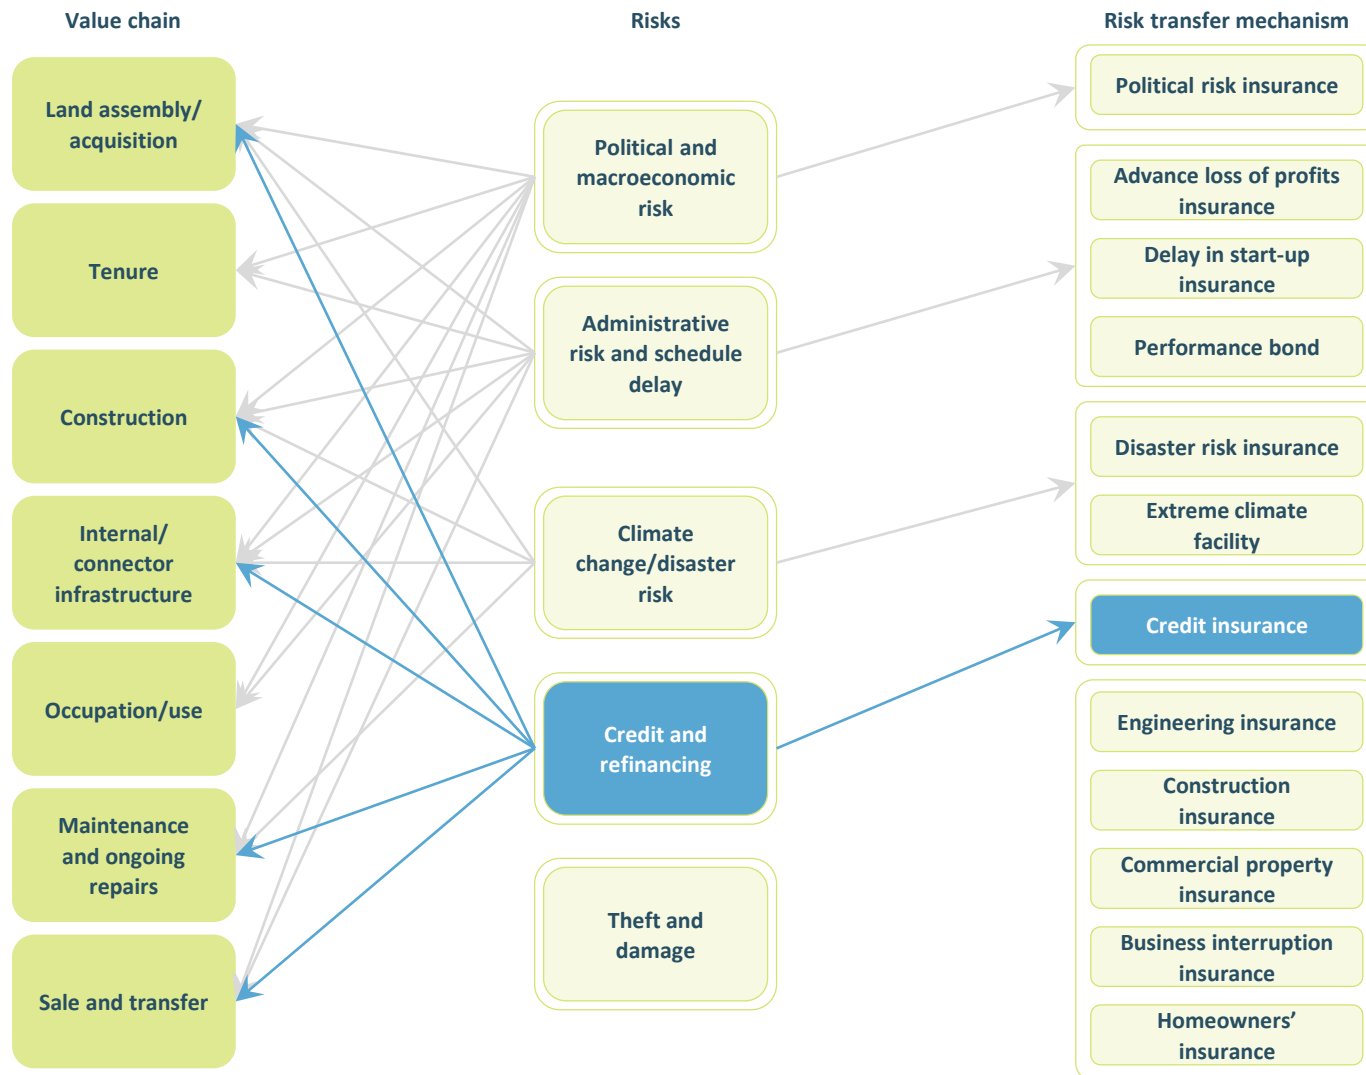 Value chain
Risks
Risk transfer mechanism
Land assembly/
acquisition
Tenure
Construction
Internal/
connector
infrastructure
Occupation/use
Maintenance
and ongoing
repairs
Sale and transfer
Political and
macroeconomic
risk
Administrative
risk and schedule
delay
Climate
change/disaster
risk
Credit and
refinancing
Theft and
damage
Political risk insurance
Advance loss of profits
insurance
Delay in start-up
insurance
Performance bond
Disaster risk insurance
Extreme climate
facility
Credit insurance
Engineering insurance
Construction
insurance
Commercial property
insurance
Business interruption
insurance
Homeowners’
insurance